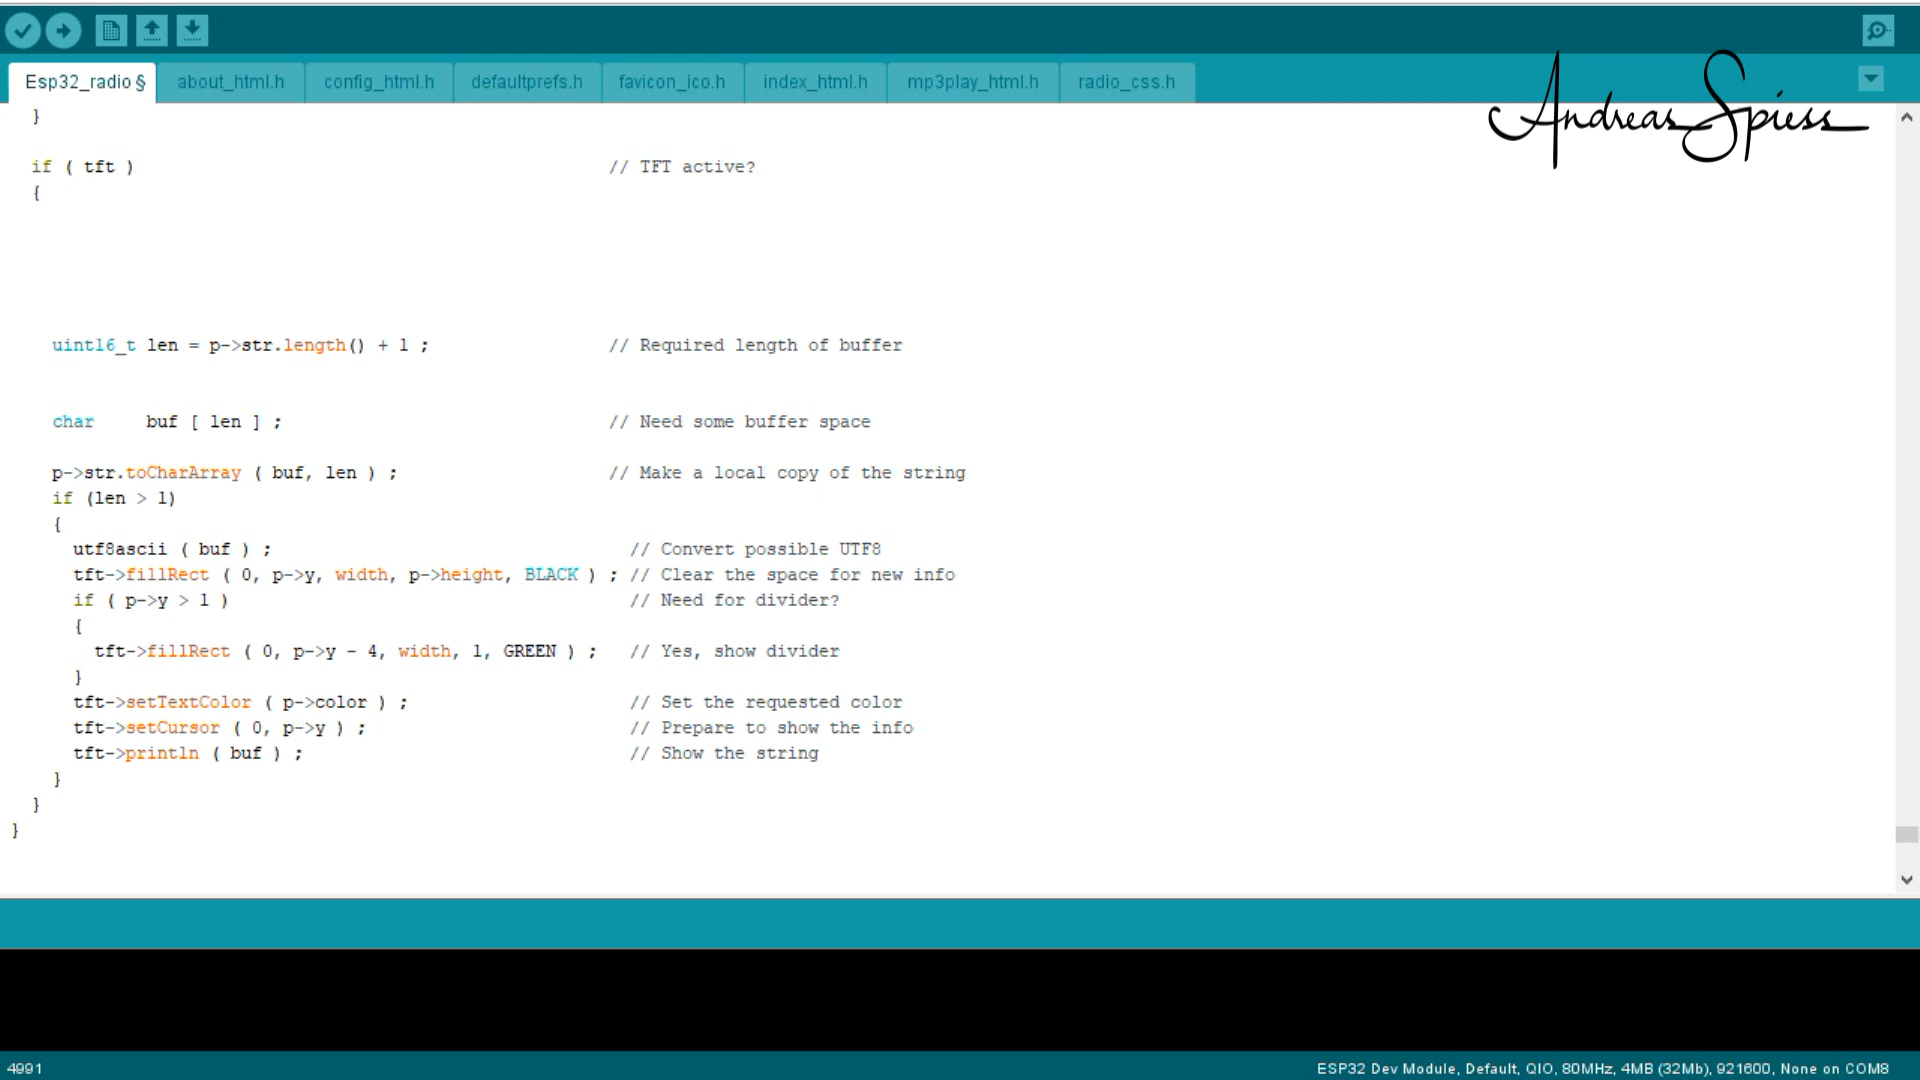 Esp32_radio § about_html.h config_html.h defaultprefs.h favicon_ico.h index_html.h mp3play_html.h radio_css.h
Andreas Spiess
}
if ( tft ) // TFT active?
{
uint16_t len = p->str.length() + 1 ; // Required length of buffer
char buf [ len ] ; // Need some buffer space
p->str.toCharArray ( buf, len ) ; // Make a local copy of the string
if (len > 1)
{
utf8ascii ( buf ) ; // Convert possible UTF8
tft->fillRect ( 0, p->y, width, p->height, BLACK ) ; // Clear the space for new info
if ( p->y > 1 ) // Need for divider?
{
tft->fillRect ( 0, p->y - 4, width, 1, GREEN ) ; // Yes, show divider
}
tft->setTextColor ( p->color ) ; // Set the requested color
tft->setCursor ( 0, p->y ) ; // Prepare to show the info
tft->println ( buf ) ; // Show the string
}
}
}
4991 ESP32 Dev Module, Default, QIO, 80MHz, 4MB (32Mb), 921600, None on COM8